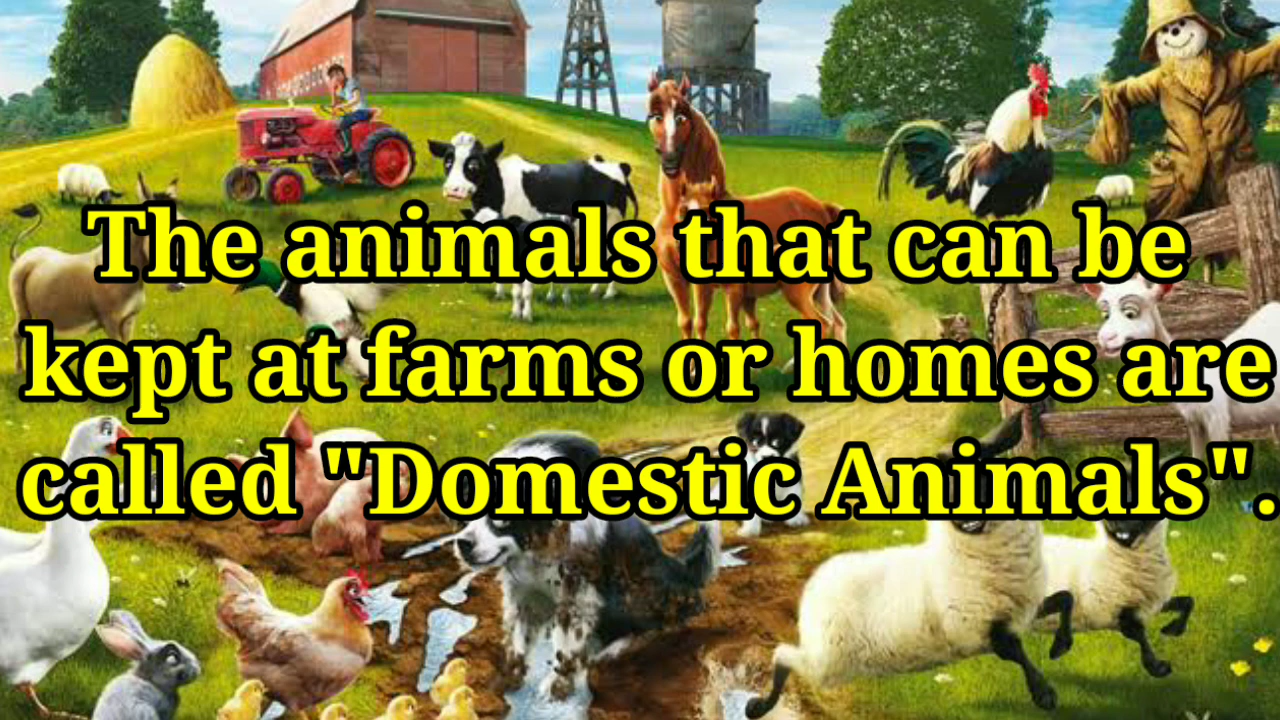 The animals that can be
kept at farms or homes are
called "Domestic Animals".